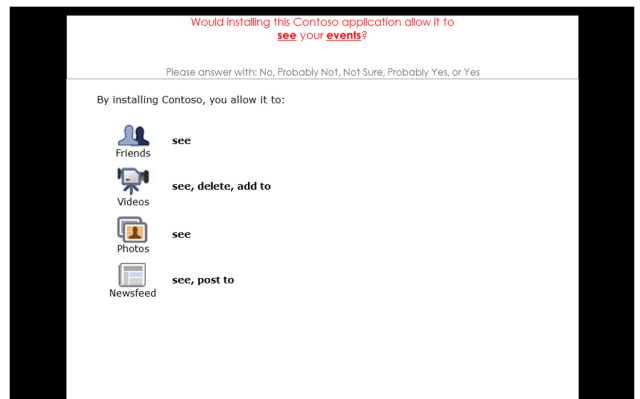 Would installing this Contoso application allow it to
see your events?
Please answer with: No, Probably Not, Not Sure, Probably Yes, or Yes
By installing Contoso, you allow it to:
Friends
see
Videos
see, delete, add to
Photos
see
Newsfeed
see, post to